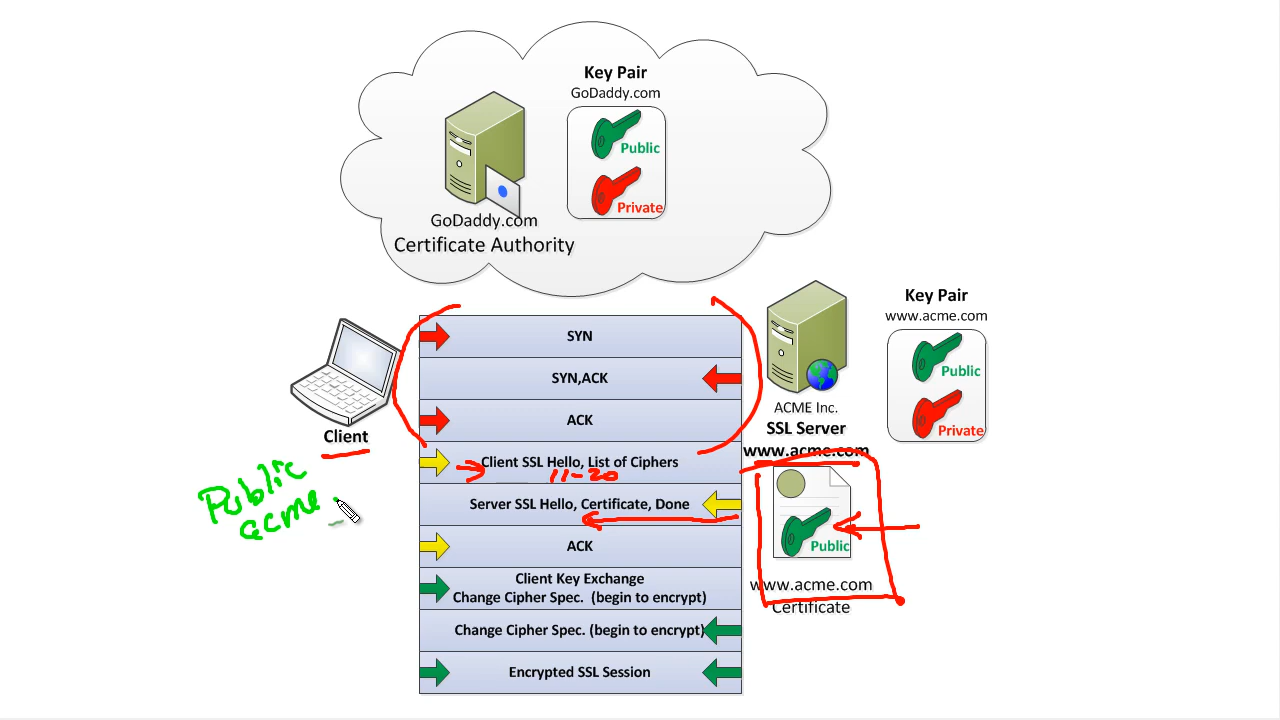 Key Pair
GoDaddy.com
Public
Private
GoDaddy.com
Certificate Authority
Key Pair
www.acme.com
Public
Private
SYN
SYN,ACK
ACK
Client SSL Hello, List of Ciphers
11-20
Server SSL Hello, Certificate, Done
ACK
Client Key Exchange
Change Cipher Spec. (begin to encrypt)
Change Cipher Spec. (begin to encrypt)
Encrypted SSL Session
Client
Public
acme
ACME Inc.
SSL Server
www.acme.com
Public
www.acme.com
Certificate